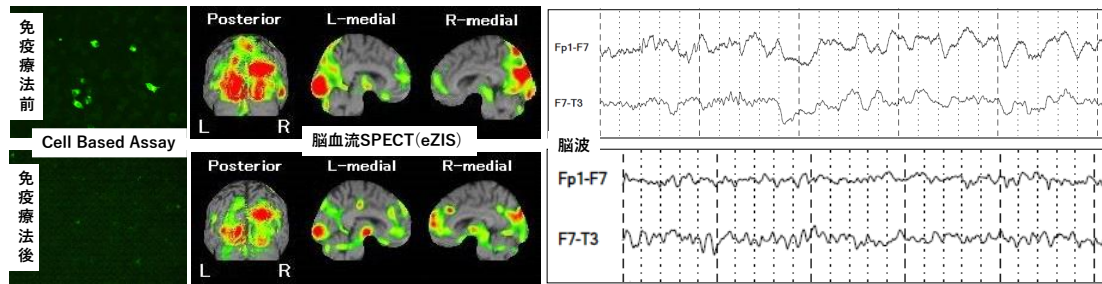 免疫療法前
Posterior
L-medial
R-medial
L
R
Fp1-F7
F7-T3
Cell Based Assay
脳血流SPECT(eZIS)
脳波
免疫療法後
Posterior
L-medial
R-medial
L
R
Fp1-F7
F7-T3